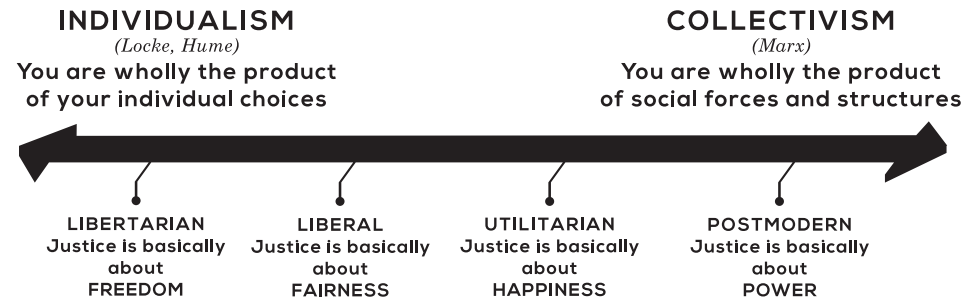 INDIVIDUALISM
(Locke, Hume)
You are wholly the product
of your individual choices
COLLECTIVISM
(Marx)
You are wholly the product
of social forces and structures
LIBERTARIAN
Justice is basically
about
FREEDOM
LIBERAL
Justice is basically
about
FAIRNESS
UTILITARIAN
Justice is basically
about
HAPPINESS
POSTMODERN
Justice is basically
about
POWER